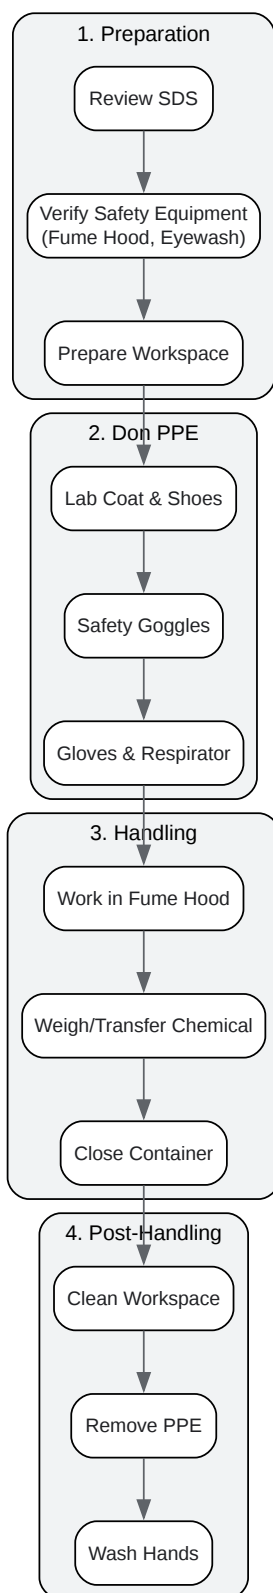 1. Preparation
Review SDS
Verify Safety Equipment
(Fume Hood, Eyewash)
Prepare Workspace
2. Don PPE
Lab Coat & Shoes
Safety Goggles
Gloves & Respirator
3. Handling
Work in Fume Hood
Weigh/Transfer Chemical
Close Container
4. Post-Handling
Clean Workspace
Remove PPE
Wash Hands